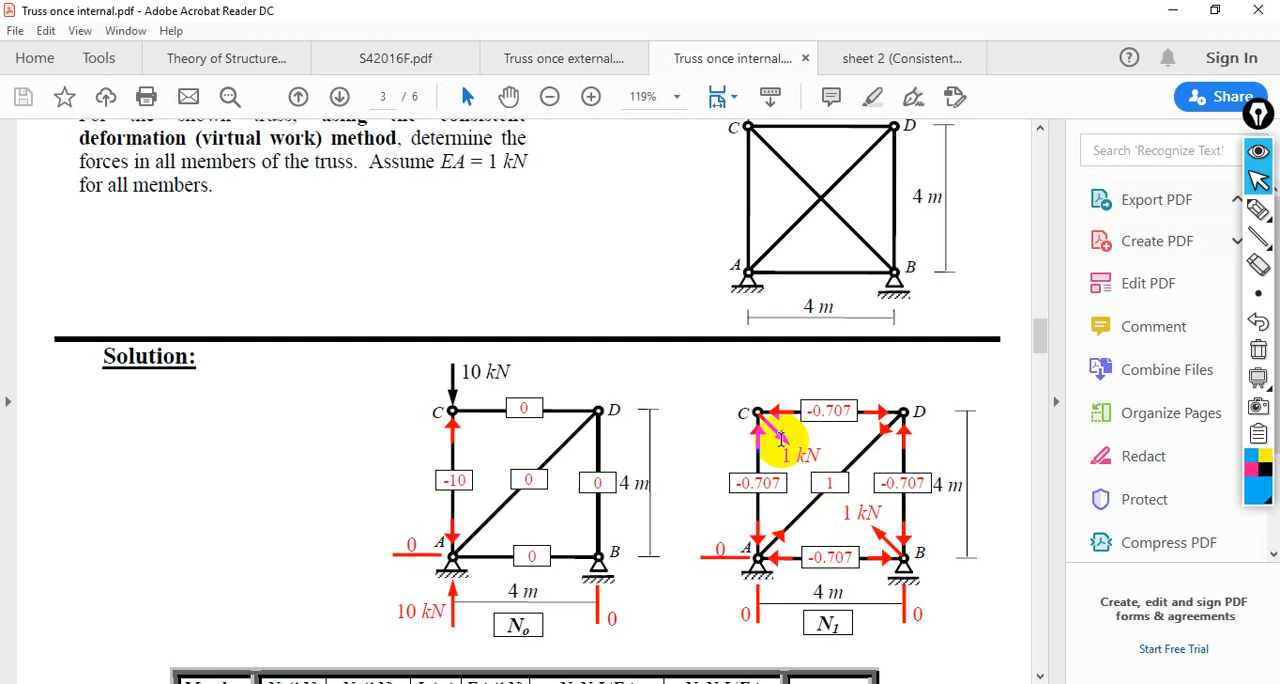 Truss once internal.pdf - Adobe Acrobat Reader DC
File Edit View Window Help
Home Tools Theory of Structure... S42016F.pdf Truss once external.... Truss once internal.... × sheet 2 (Consistent... Sign In
3 / 6 119% Share
deformation (virtual work) method, determine the
forces in all members of the truss. Assume EA = 1 kN
for all members.
C D
4 m
A B
4 m
Solution:
10 kN
C 0 D
-10 0 0 4 m
0 A 0 B
10 kN 4 m 0
N₀
C -0.707 D
1 kN
-0.707 1 -0.707 4 m
1 kN
0 A -0.707 B
0 4 m 0
N₁
Search 'Recognize Text'
Export PDF
Create PDF
Edit PDF
Comment
Combine Files
Organize Pages
Redact
Protect
Compress PDF
Create, edit and sign PDF
forms & agreements
Start Free Trial